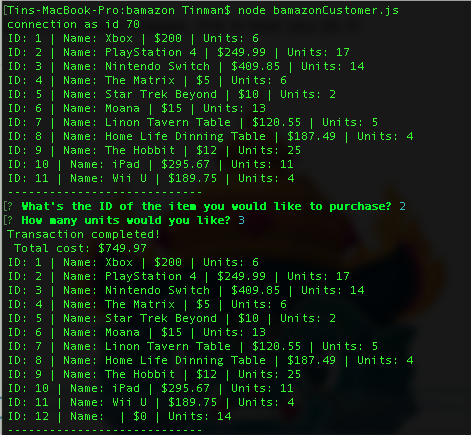 [Tins-MacBook-Pro:bamazon Tinman$ node bamazonCustomer.js
connection as id 70
ID: 1 | Name: Xbox | $200 | Units: 6
ID: 2 | Name: PlayStation 4 | $249.99 | Units: 17
ID: 3 | Name: Nintendo Switch | $409.85 | Units: 14
ID: 4 | Name: The Matrix | $5 | Units: 6
ID: 5 | Name: Star Trek Beyond | $10 | Units: 2
ID: 6 | Name: Moana | $15 | Units: 13
ID: 7 | Name: Linon Tavern Table | $120.55 | Units: 5
ID: 8 | Name: Home Life Dinning Table | $187.49 | Units: 4
ID: 9 | Name: The Hobbit | $12 | Units: 25
ID: 10 | Name: iPad | $295.67 | Units: 11
ID: 11 | Name: Wii U | $189.75 | Units: 4
----------------------------
[? What's the ID of the item you would like to purchase? 2
[? How many units would you like? 3
Transaction completed!
 Total cost: $749.97
ID: 1 | Name: Xbox | $200 | Units: 6
ID: 2 | Name: PlayStation 4 | $249.99 | Units: 17
ID: 3 | Name: Nintendo Switch | $409.85 | Units: 14
ID: 4 | Name: The Matrix | $5 | Units: 6
ID: 5 | Name: Star Trek Beyond | $10 | Units: 2
ID: 6 | Name: Moana | $15 | Units: 13
ID: 7 | Name: Linon Tavern Table | $120.55 | Units: 5
ID: 8 | Name: Home Life Dinning Table | $187.49 | Units: 4
ID: 9 | Name: The Hobbit | $12 | Units: 25
ID: 10 | Name: iPad | $295.67 | Units: 11
ID: 11 | Name: Wii U | $189.75 | Units: 4
ID: 12 | Name:  | $0 | Units: 14
----------------------------